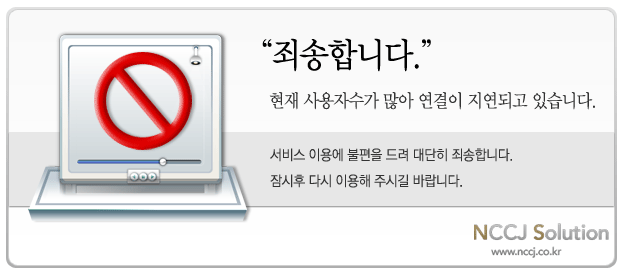 “죄송합니다.”
현재 사용자수가 많아 연결이 지연되고 있습니다.
서비스 이용에 불편을 드려 대단히 죄송합니다.
잠시후 다시 이용해 주시길 바랍니다.
NCCJ Solution
www.nccj.co.kr